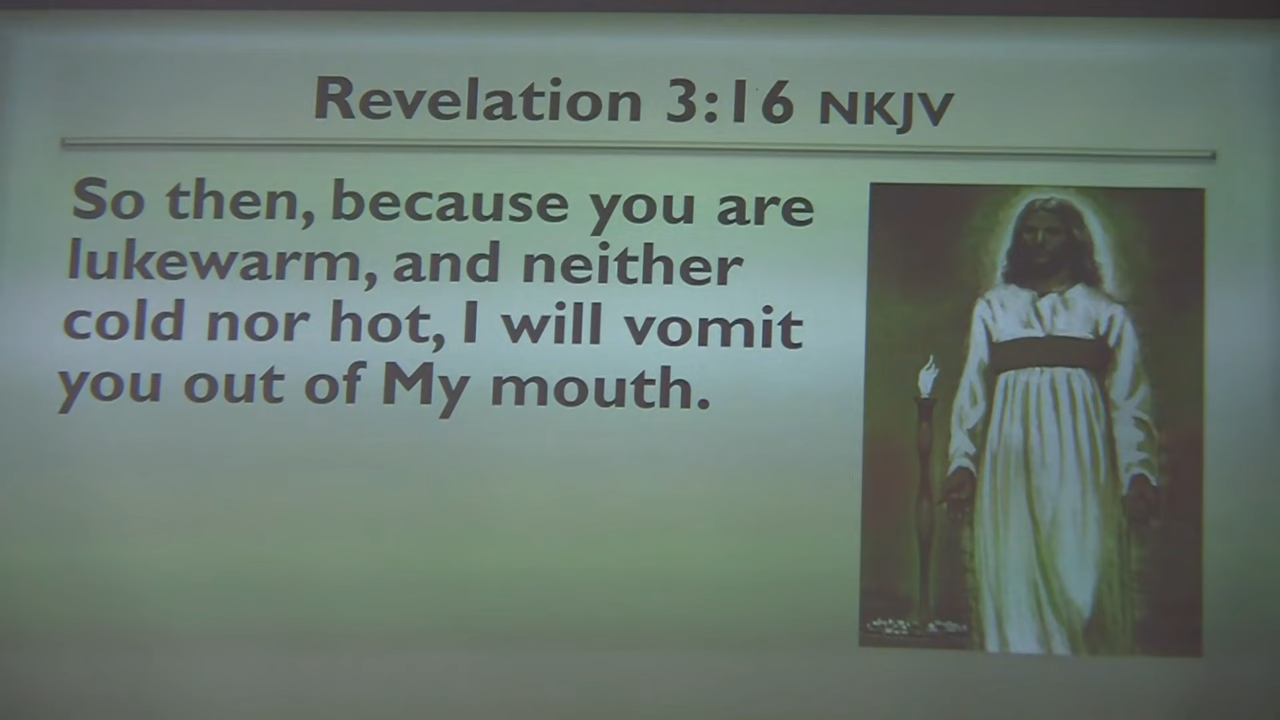 Revelation 3:16 NKJV
So then, because you are
lukewarm, and neither
cold nor hot, I will vomit
you out of My mouth.